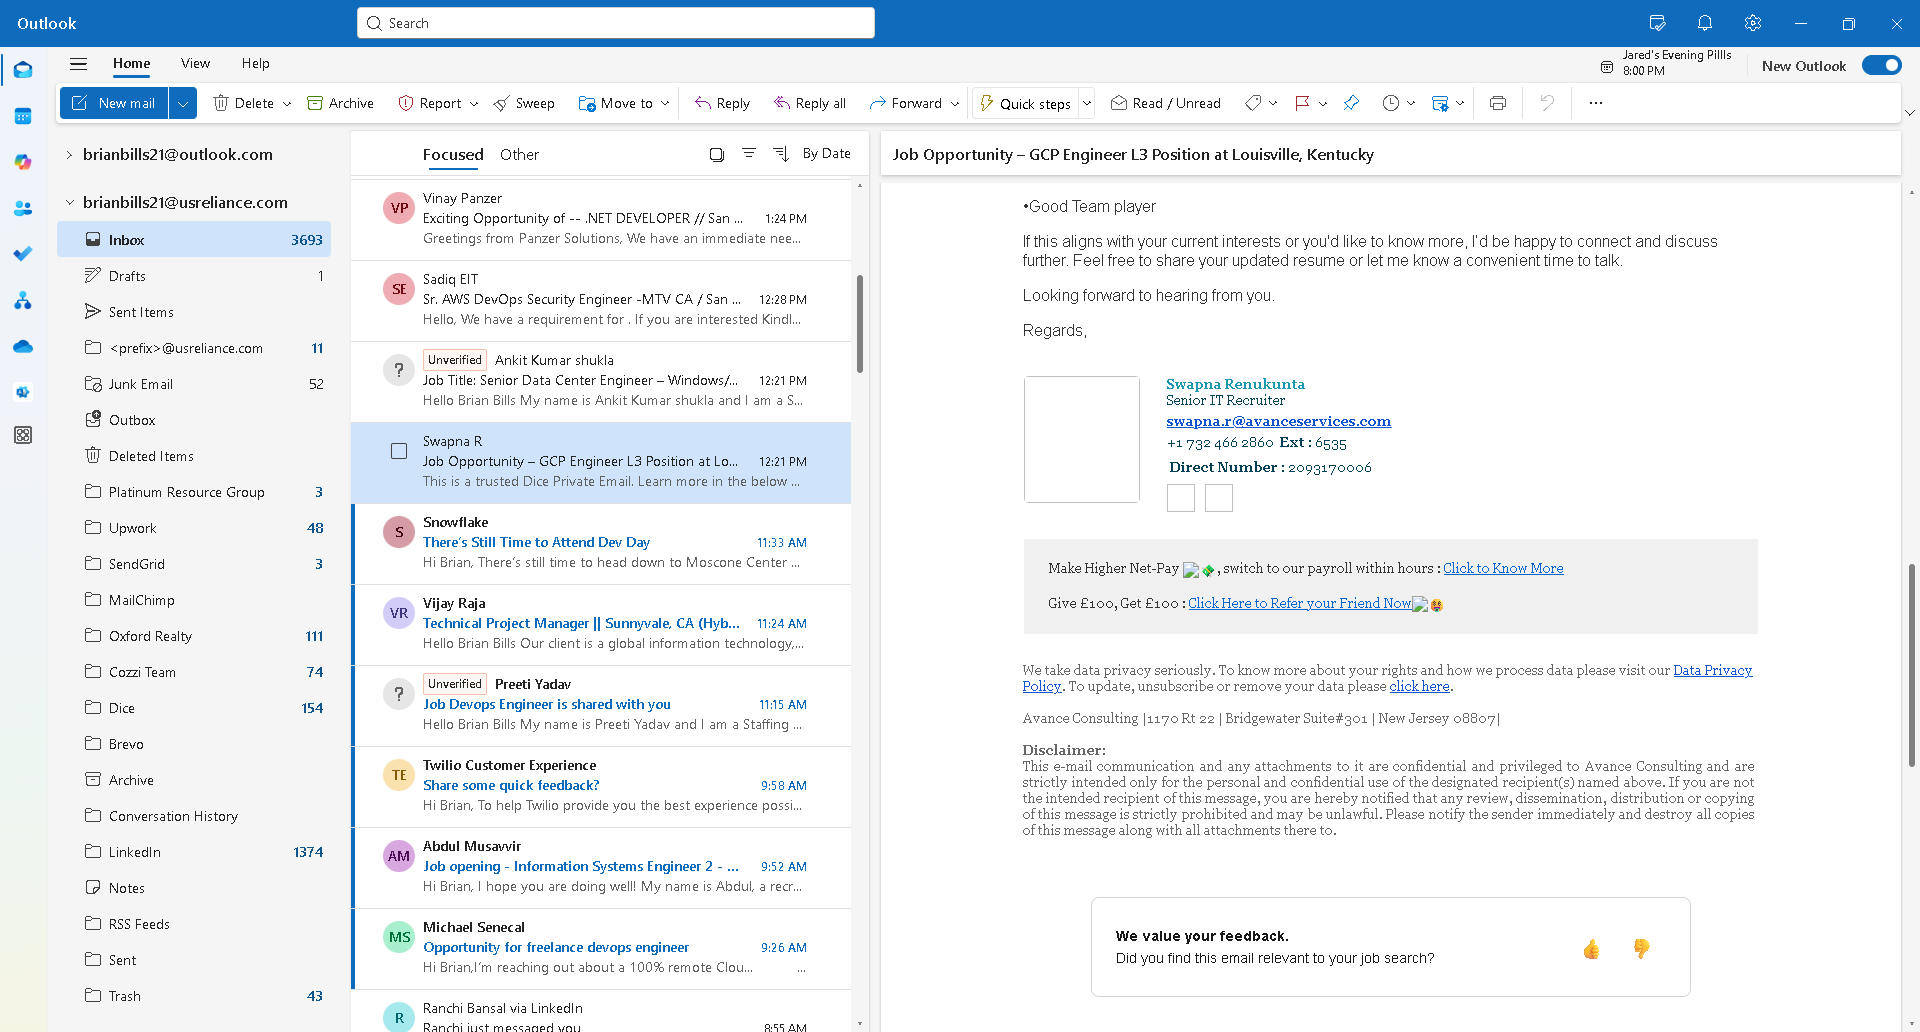 Outlook
Search
Home
View
Help
Jared's Evening Pillls
8:00 PM
New Outlook
New mail
Delete
Archive
Report
Sweep
Move to
Reply
Reply all
Forward
Quick steps
Read / Unread
brianbills21@outlook.com
brianbills21@usreliance.com
Inbox 3693
Drafts 1
Sent Items
<prefix>@usreliance.com 11
Junk Email 52
Outbox
Deleted Items
Platinum Resource Group 3
Upwork 48
SendGrid 3
MailChimp
Oxford Realty 111
Cozzi Team 74
Dice 154
Brevo
Archive
Conversation History
LinkedIn 1374
Notes
RSS Feeds
Sent
Trash 43
Focused
Other
By Date
VP
Vinay Panzer
Exciting Opportunity of -- .NET DEVELOPER // San ... 1:24 PM
Greetings from Panzer Solutions, We have an immediate nee...
SE
Sadiq EIT
Sr. AWS DevOps Security Engineer -MTV CA / San ... 12:28 PM
Hello, We have a requirement for . If you are interested Kindl...
?
Unverified Ankit Kumar shukla
Job Title: Senior Data Center Engineer – Windows/... 12:21 PM
Hello Brian Bills My name is Ankit Kumar shukla and I am a S...
Swapna R
Job Opportunity – GCP Engineer L3 Position at Lo... 12:21 PM
This is a trusted Dice Private Email. Learn more in the below ...
S
Snowflake
There's Still Time to Attend Dev Day 11:33 AM
Hi Brian, There's still time to head down to Moscone Center ...
VR
Vijay Raja
Technical Project Manager || Sunnyvale, CA (Hyb... 11:24 AM
Hello Brian Bills Our client is a global information technology,...
?
Unverified Preeti Yadav
Job Devops Engineer is shared with you 11:15 AM
Hello Brian Bills My name is Preeti Yadav and I am a Staffing ...
TE
Twilio Customer Experience
Share some quick feedback? 9:58 AM
Hi Brian, To help Twilio provide you the best experience possi...
AM
Abdul Musavvir
Job opening - Information Systems Engineer 2 - ... 9:52 AM
Hi Brian, I hope you are doing well! My name is Abdul, a recr...
MS
Michael Senecal
Opportunity for freelance devops engineer 9:26 AM
Hi Brian,I'm reaching out about a 100% remote Clou... ...
R
Ranchi Bansal via LinkedIn
Ranchi just messaged you 8:55 AM
Job Opportunity – GCP Engineer L3 Position at Louisville, Kentucky
•Good Team player
If this aligns with your current interests or you'd like to know more, I'd be happy to connect and discuss
further. Feel free to share your updated resume or let me know a convenient time to talk.
Looking forward to hearing from you.
Regards,
Swapna Renukunta
Senior IT Recruiter
swapna.r@avanceservices.com
+1 732 466 2860 Ext : 6535
Direct Number : 2093170006
Make Higher Net-Pay , switch to our payroll within hours : Click to Know More
Give £100, Get £100 : Click Here to Refer your Friend Now
We take data privacy seriously. To know more about your rights and how we process data please visit our Data Privacy
Policy. To update, unsubscribe or remove your data please click here.
Avance Consulting |1170 Rt 22 | Bridgewater Suite#301 | New Jersey 08807|
Disclaimer:
This e-mail communication and any attachments to it are confidential and privileged to Avance Consulting and are
strictly intended only for the personal and confidential use of the designated recipient(s) named above. If you are not
the intended recipient of this message, you are hereby notified that any review, dissemination, distribution or copying
of this message is strictly prohibited and may be unlawful. Please notify the sender immediately and destroy all copies
of this message along with all attachments there to.
We value your feedback.
Did you find this email relevant to your job search?